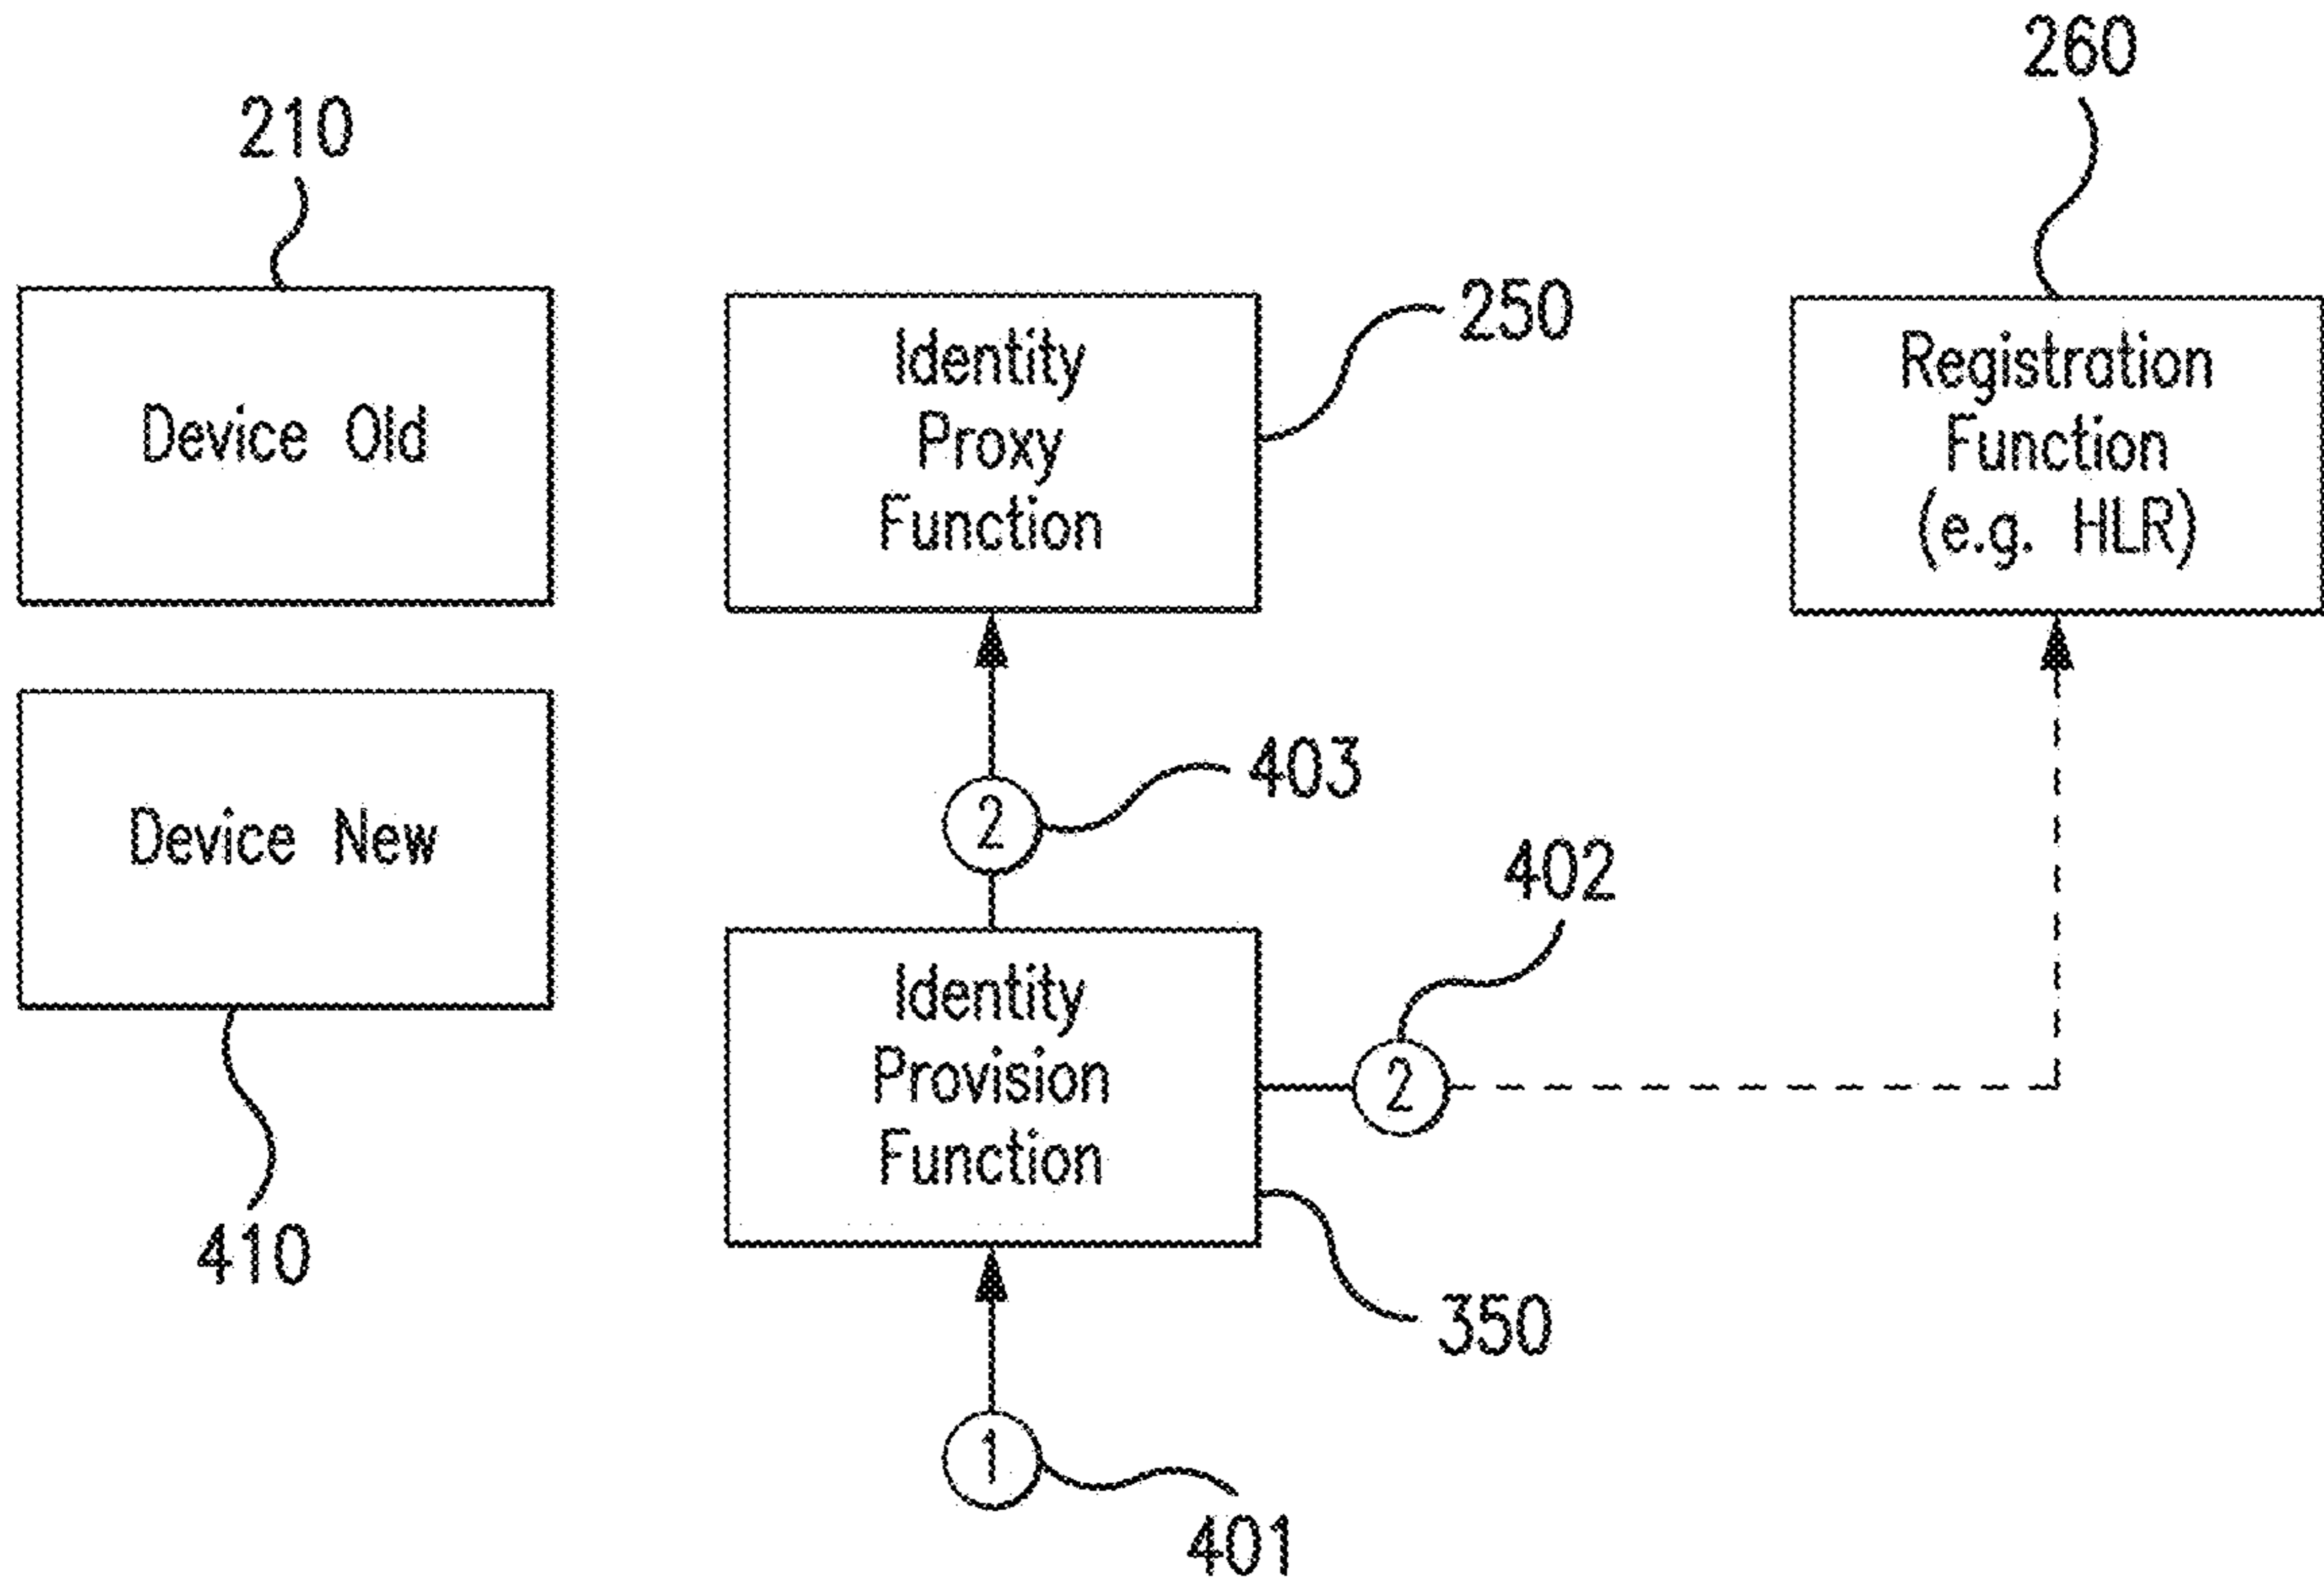 260
210
250
Device Old
Identity
Proxy
Function
Registration
Function
(e.g. HLR)
Device New
2
403
402
Identity
Provision
Function
2
410
350
1
401